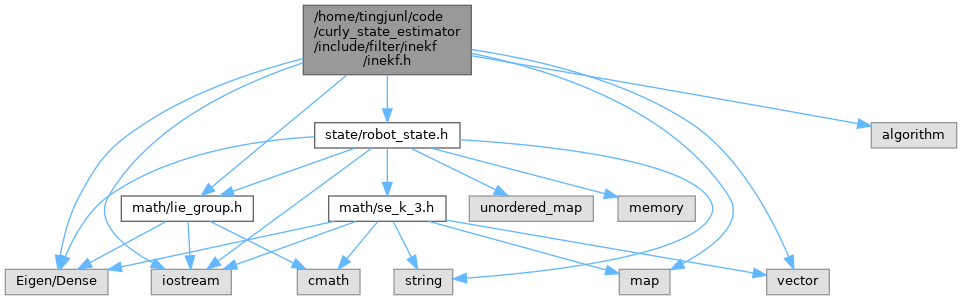 /home/tingjunl/code
/curly_state_estimator
/include/filter/inekf
/inekf.h
state/robot_state.h
algorithm
math/lie_group.h
math/se_k_3.h
unordered_map
memory
Eigen/Dense
iostream
cmath
string
map
vector